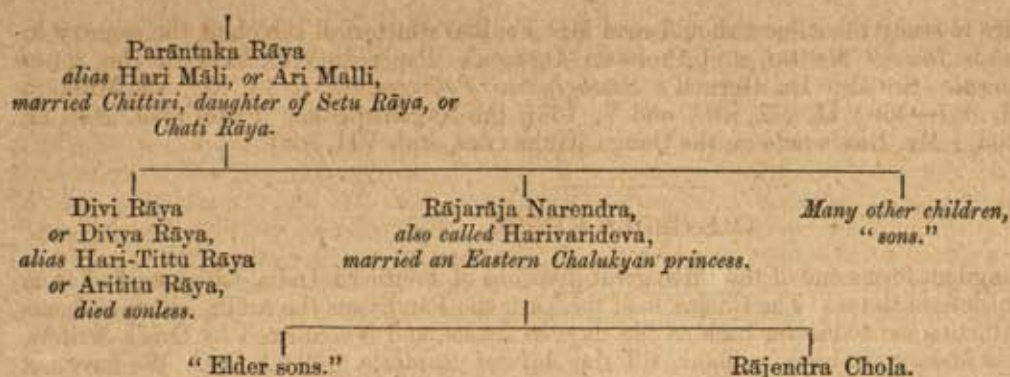 Parāntaka Rāya
alias Hari Māli, or Ari Malli,
married Chittiri, daughter of Setu Rāya, or
Chati Rāya.
Divi Rāya
or Divya Rāya,
alias Hari-Tittu Rāya
or Arititu Rāya,
died sonless.
Rājarāja Narendra,
also called Harivarideva,
married an Eastern Chalukyan princess.
Many other children,
"sons."
"Elder sons."
Rājendra Chola.